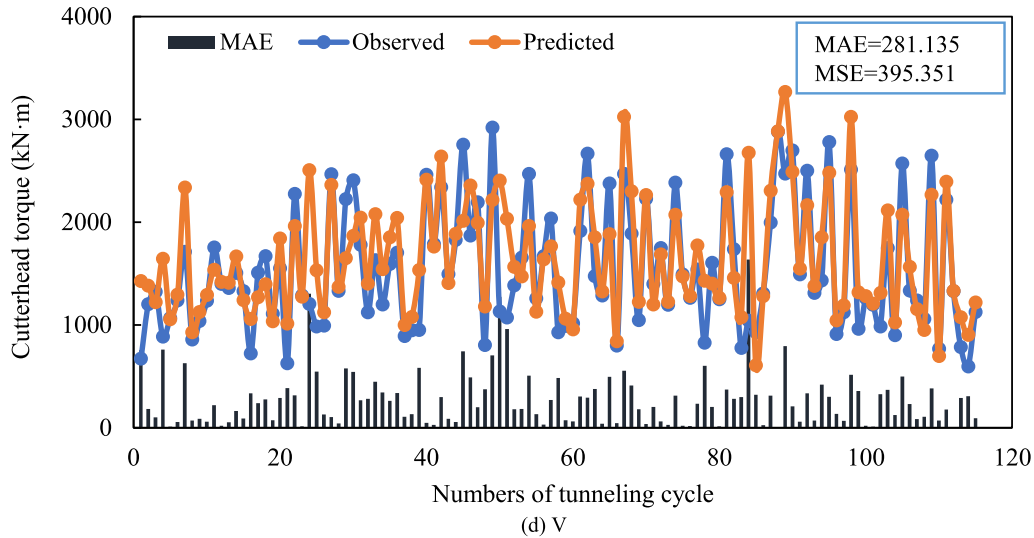 4000
MAE Observed Predicted
MAE=281.135
MSE=395.351
3000
2000
1000
0
Cutterhead torque (kN·m)
0 20 40 60 80 100 120
Numbers of tunneling cycle
(d) V